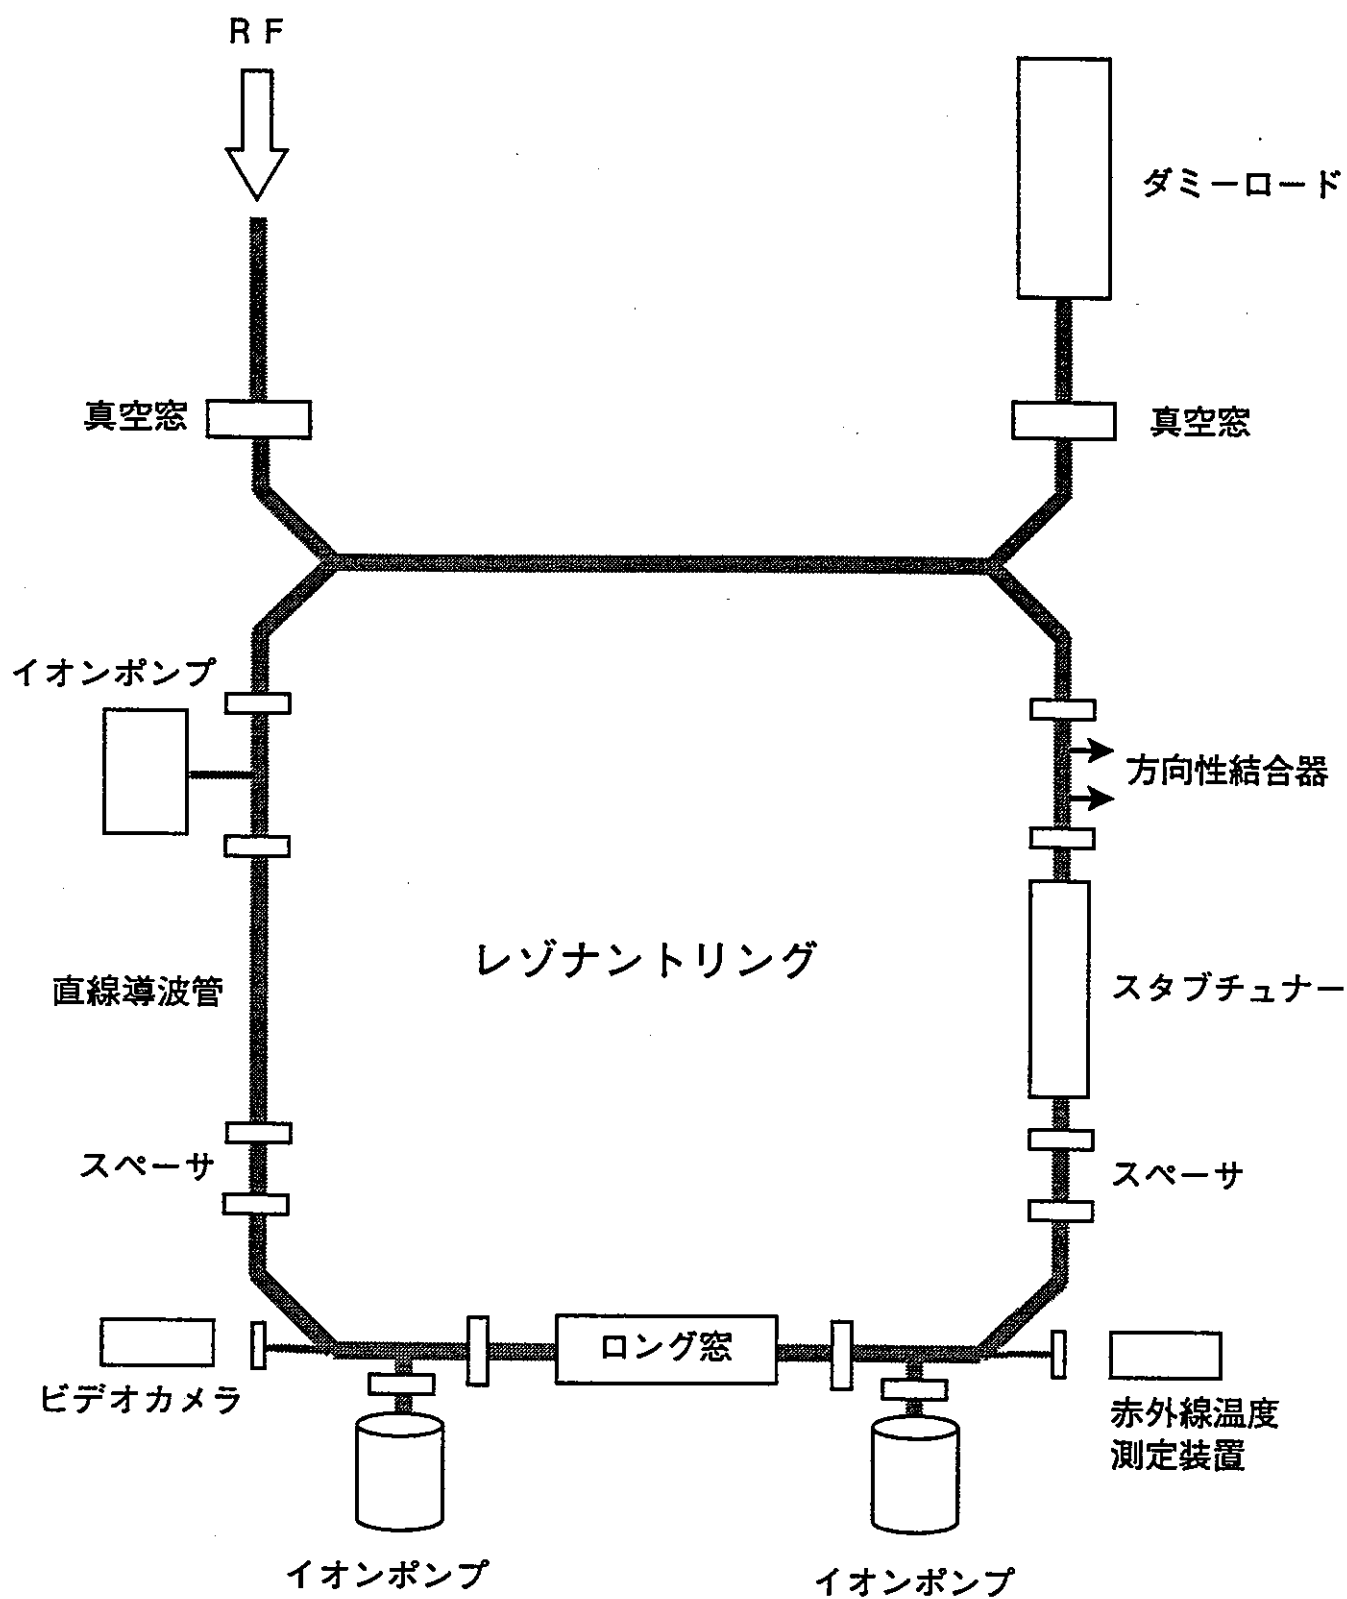 RF
ダミーロード
真空窓
真空窓
イオンポンプ
方向性結合器
レゾナントリング
直線導波管
スタブチュナー
スペーサ
スペーサ
ロング窓
ビデオカメラ
赤外線温度
測定装置
イオンポンプ
イオンポンプ